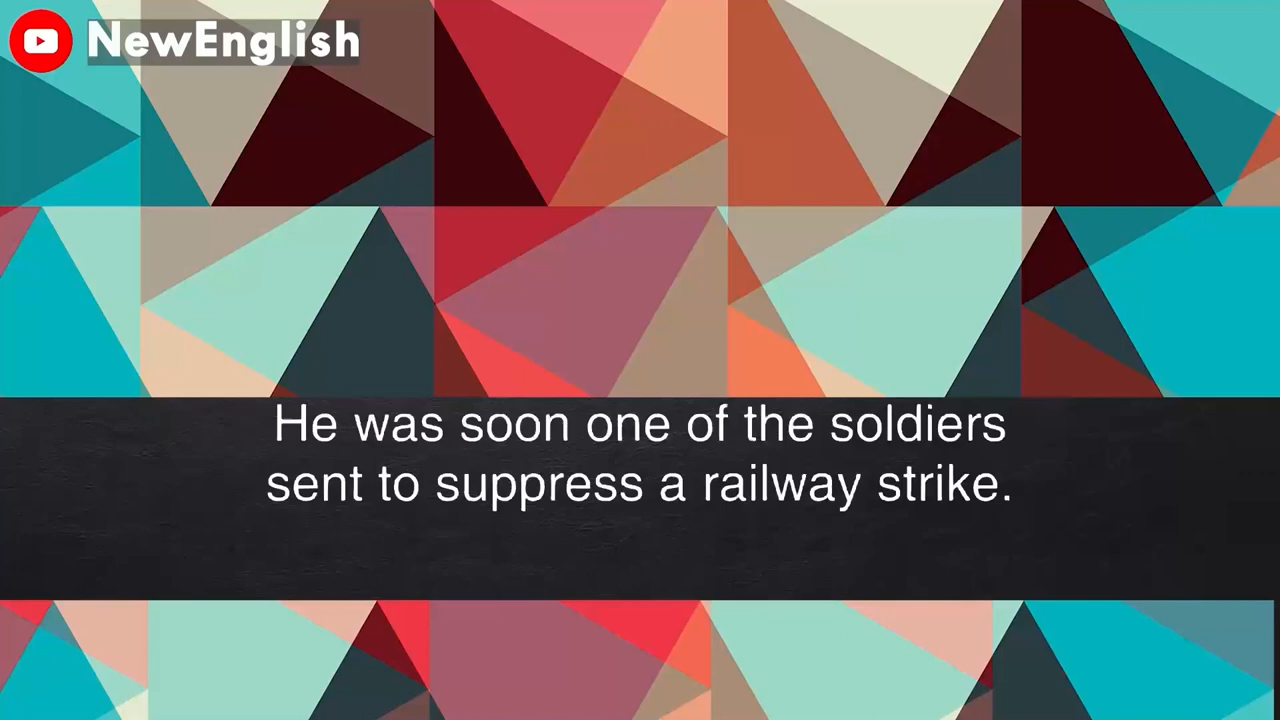 NewEnglish
He was soon one of the soldiers
sent to suppress a railway strike.